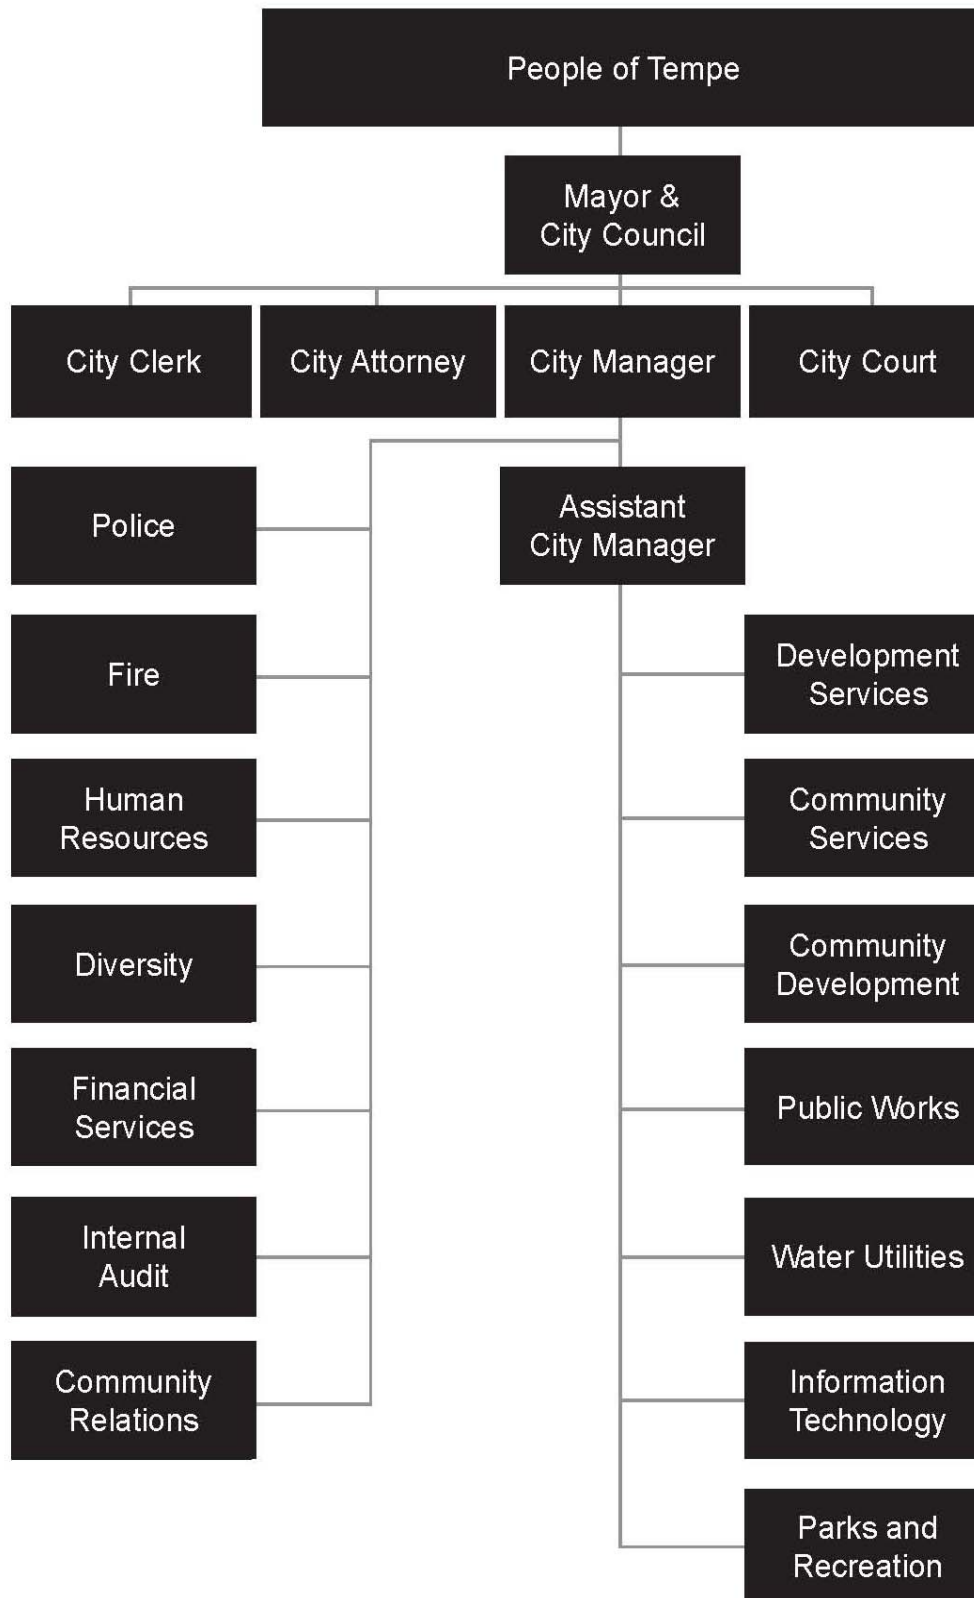 People of Tempe
Mayor &
City Council
City Clerk
City Attorney
City Manager
City Court
Police
Assistant
City Manager
Fire
Development
Services
Human
Resources
Community
Services
Diversity
Community
Development
Financial
Services
Public Works
Internal
Audit
Water Utilities
Community
Relations
Information
Technology
Parks and
Recreation